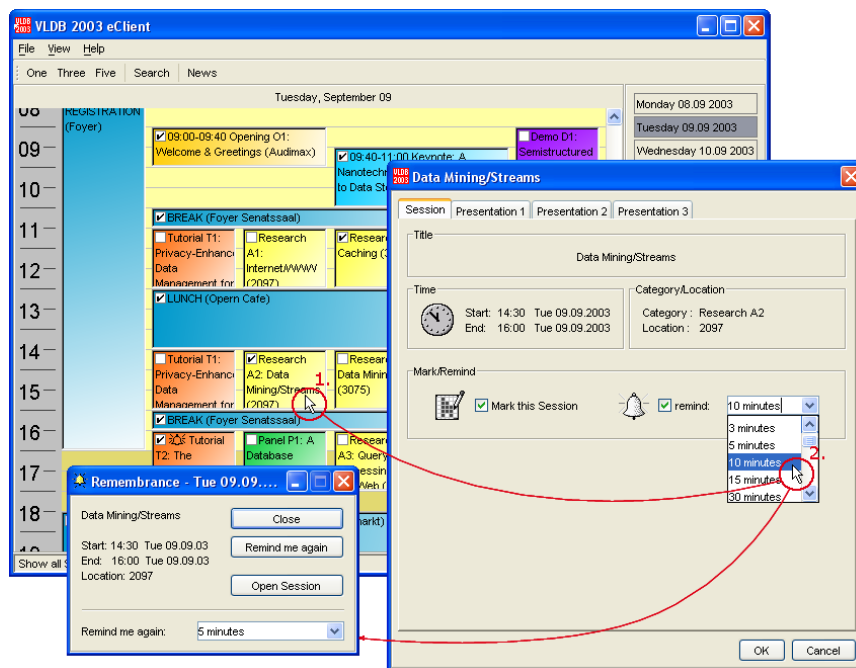 VLDB 2003 VLDB 2003 eClient
File View Help
One Three Five Search News
Tuesday, September 09
Monday 08.09 2003
Tuesday 09.09 2003
Wednesday 10.09 2003
08
09
10
11
12
13
14
15
16
17
18
REGISTRATION
(Foyer)
09:00-09:40 Opening O1:
Welcome & Greetings (Audimax)
09:40-11:00 Keynote: A
Nanotechn
to Data Sto
Demo D1:
Semistructured
BREAK (Foyer Senatssaal)
Tutorial T1:
Privacy-Enhanc
Data
Management for
Research
A1:
Internet/WWW
(2097)
Resear
Caching (3
LUNCH (Opern Cafe)
Tutorial T1:
Privacy-Enhanc
Data
Management for
Research
A2: Data
Mining/Streams
(2097)
Resear
Data Minin
(3075)
1.
BREAK (Foyer Senatssaal)
Tutorial
T2: The
Panel P1: A
Database
Resear
A3: Query
essin
Web (
arkt)
Show all
VLDB 2003 Data Mining/Streams
Session Presentation 1 Presentation 2 Presentation 3
Title
Data Mining/Streams
Time
Start: 14:30 Tue 09.09.2003
End: 16:00 Tue 09.09.2003
Category/Location
Category : Research A2
Location : 2097
Mark/Remind
Mark this Session
remind: 10 minutes
3 minutes
5 minutes
10 minutes
15 minutes
30 minutes
2.
OK Cancel
Remembrance - Tue 09.09....
Data Mining/Streams
Start: 14:30 Tue 09.09.03
End: 16:00 Tue 09.09.03
Location: 2097
Close
Remind me again
Open Session
Remind me again: 5 minutes